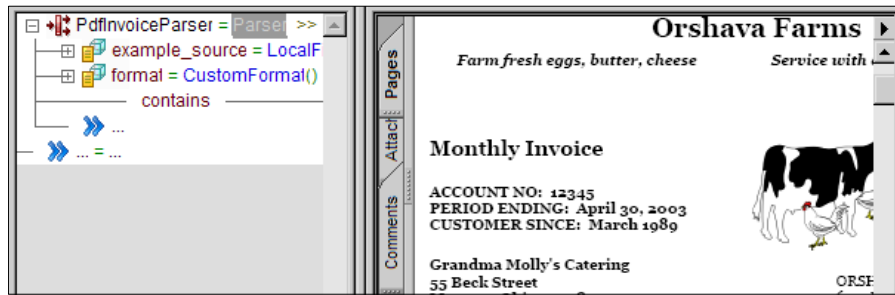 PdfInvoiceParser = Parser >>
example_source = LocalF
format = CustomFormat()
contains
...
... = ...
Pages
Attach
Comments
Orshava Farms
Farm fresh eggs, butter, cheese Service with
Monthly Invoice
ACCOUNT NO: 12345
PERIOD ENDING: April 30, 2003
CUSTOMER SINCE: March 1989
Grandma Molly's Catering
55 Beck Street
ORSH